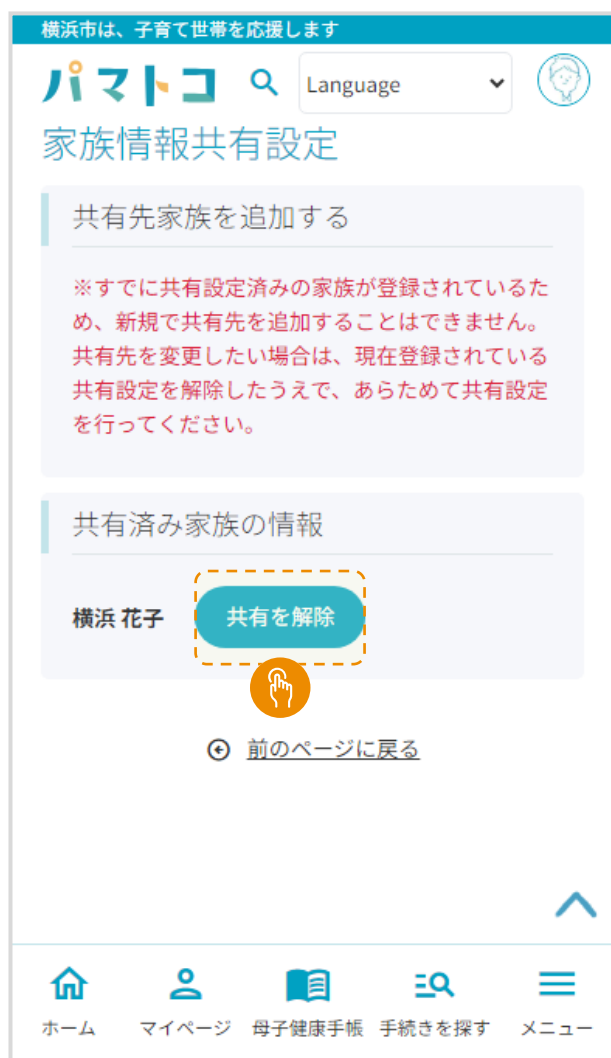 横浜市は、子育て世帯を応援します
パマトコ
Language
家族情報共有設定
共有先家族を追加する
※すでに共有設定済みの家族が登録されているた
め、新規で共有先を追加することはできません。
共有先を変更したい場合は、現在登録されている
共有設定を解除したうえで、あらためて共有設定
を行ってください。
共有済み家族の情報
横浜 花子 共有を解除
前のページに戻る
ホーム マイページ 母子健康手帳 手続きを探す メニュー